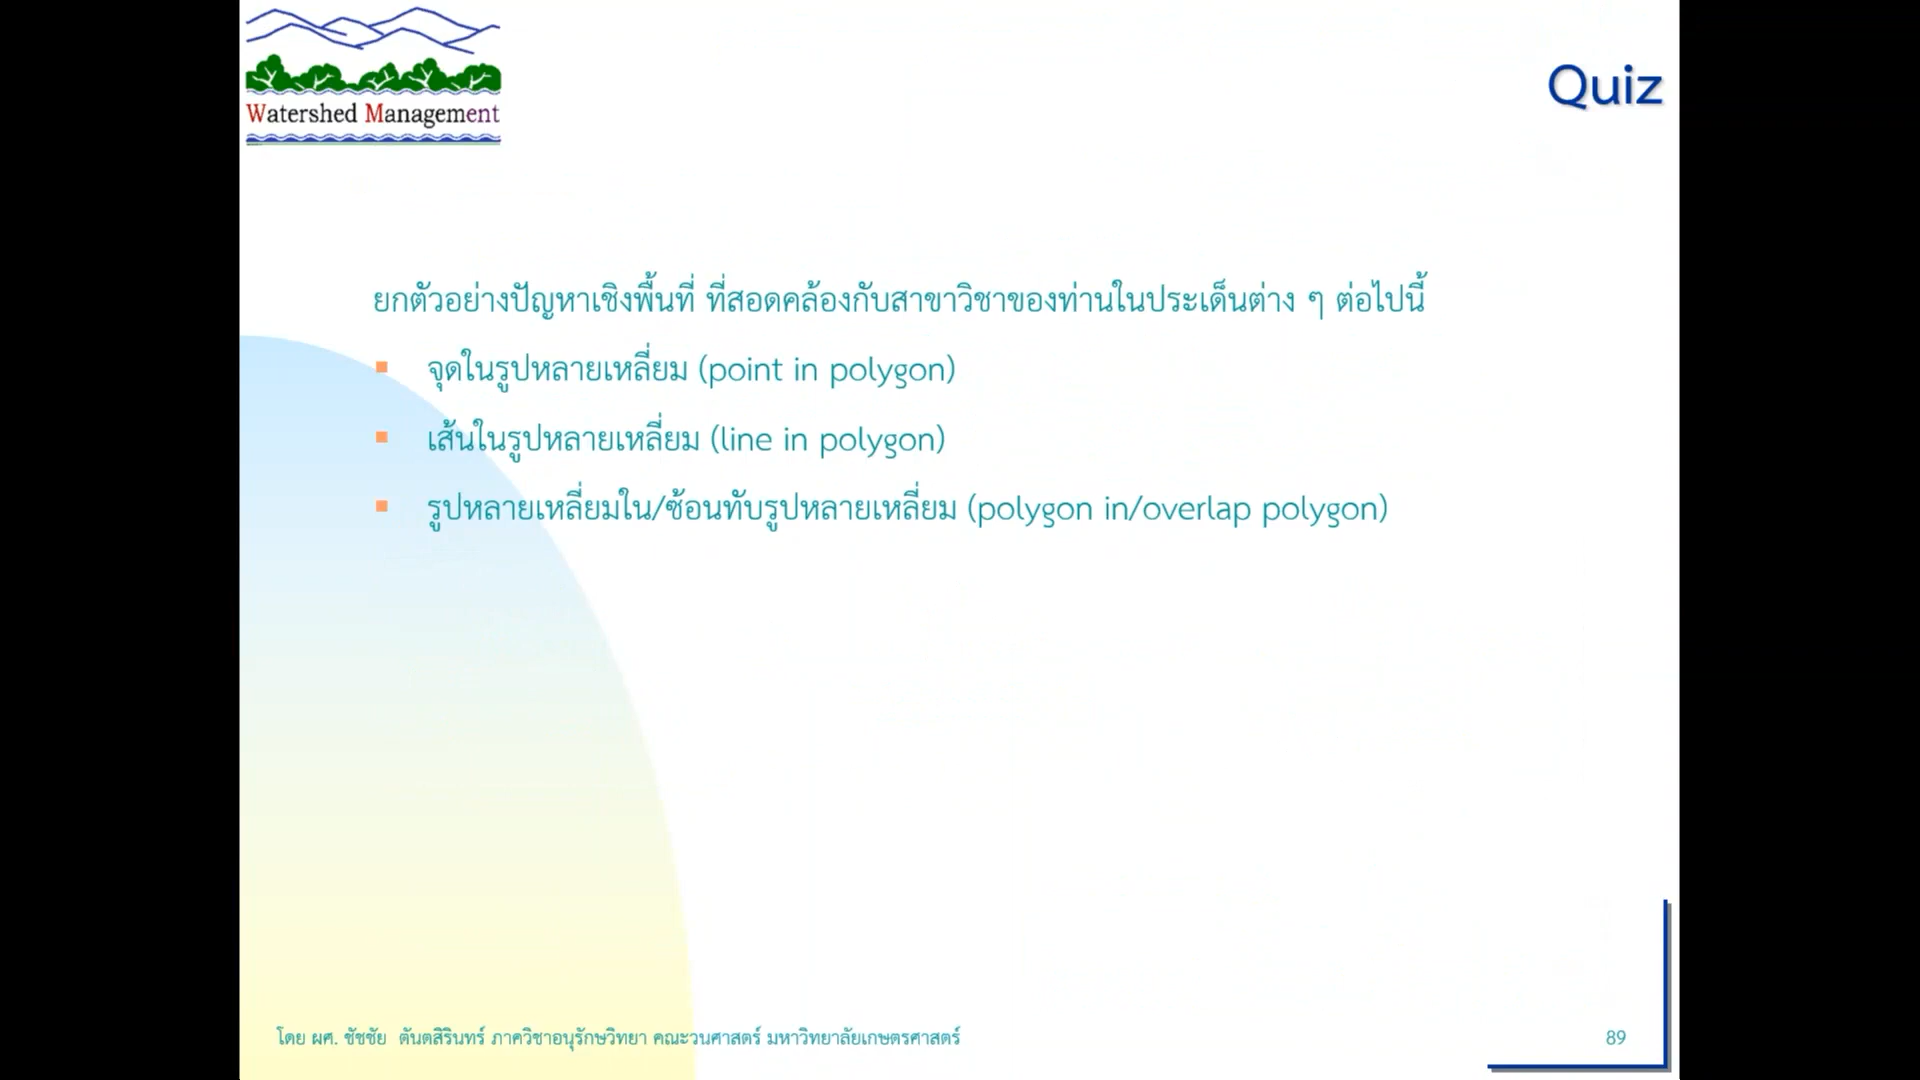 Watershed Management
Quiz
ยกตัวอย่างปัญหาเชิงพื้นที่ ที่สอดคล้องกับสาขาวิชาของท่านในประเด็นต่าง ๆ ต่อไปนี้
จุดในรูปหลายเหลี่ยม (point in polygon)
เส้นในรูปหลายเหลี่ยม (line in polygon)
รูปหลายเหลี่ยมใน/ซ้อนทับรูปหลายเหลี่ยม (polygon in/overlap polygon)
โดย ผศ. ชัชชัย ตันตสิรินทร์ ภาควิชาอนุรักษวิทยา คณะวนศาสตร์ มหาวิทยาลัยเกษตรศาสตร์
89